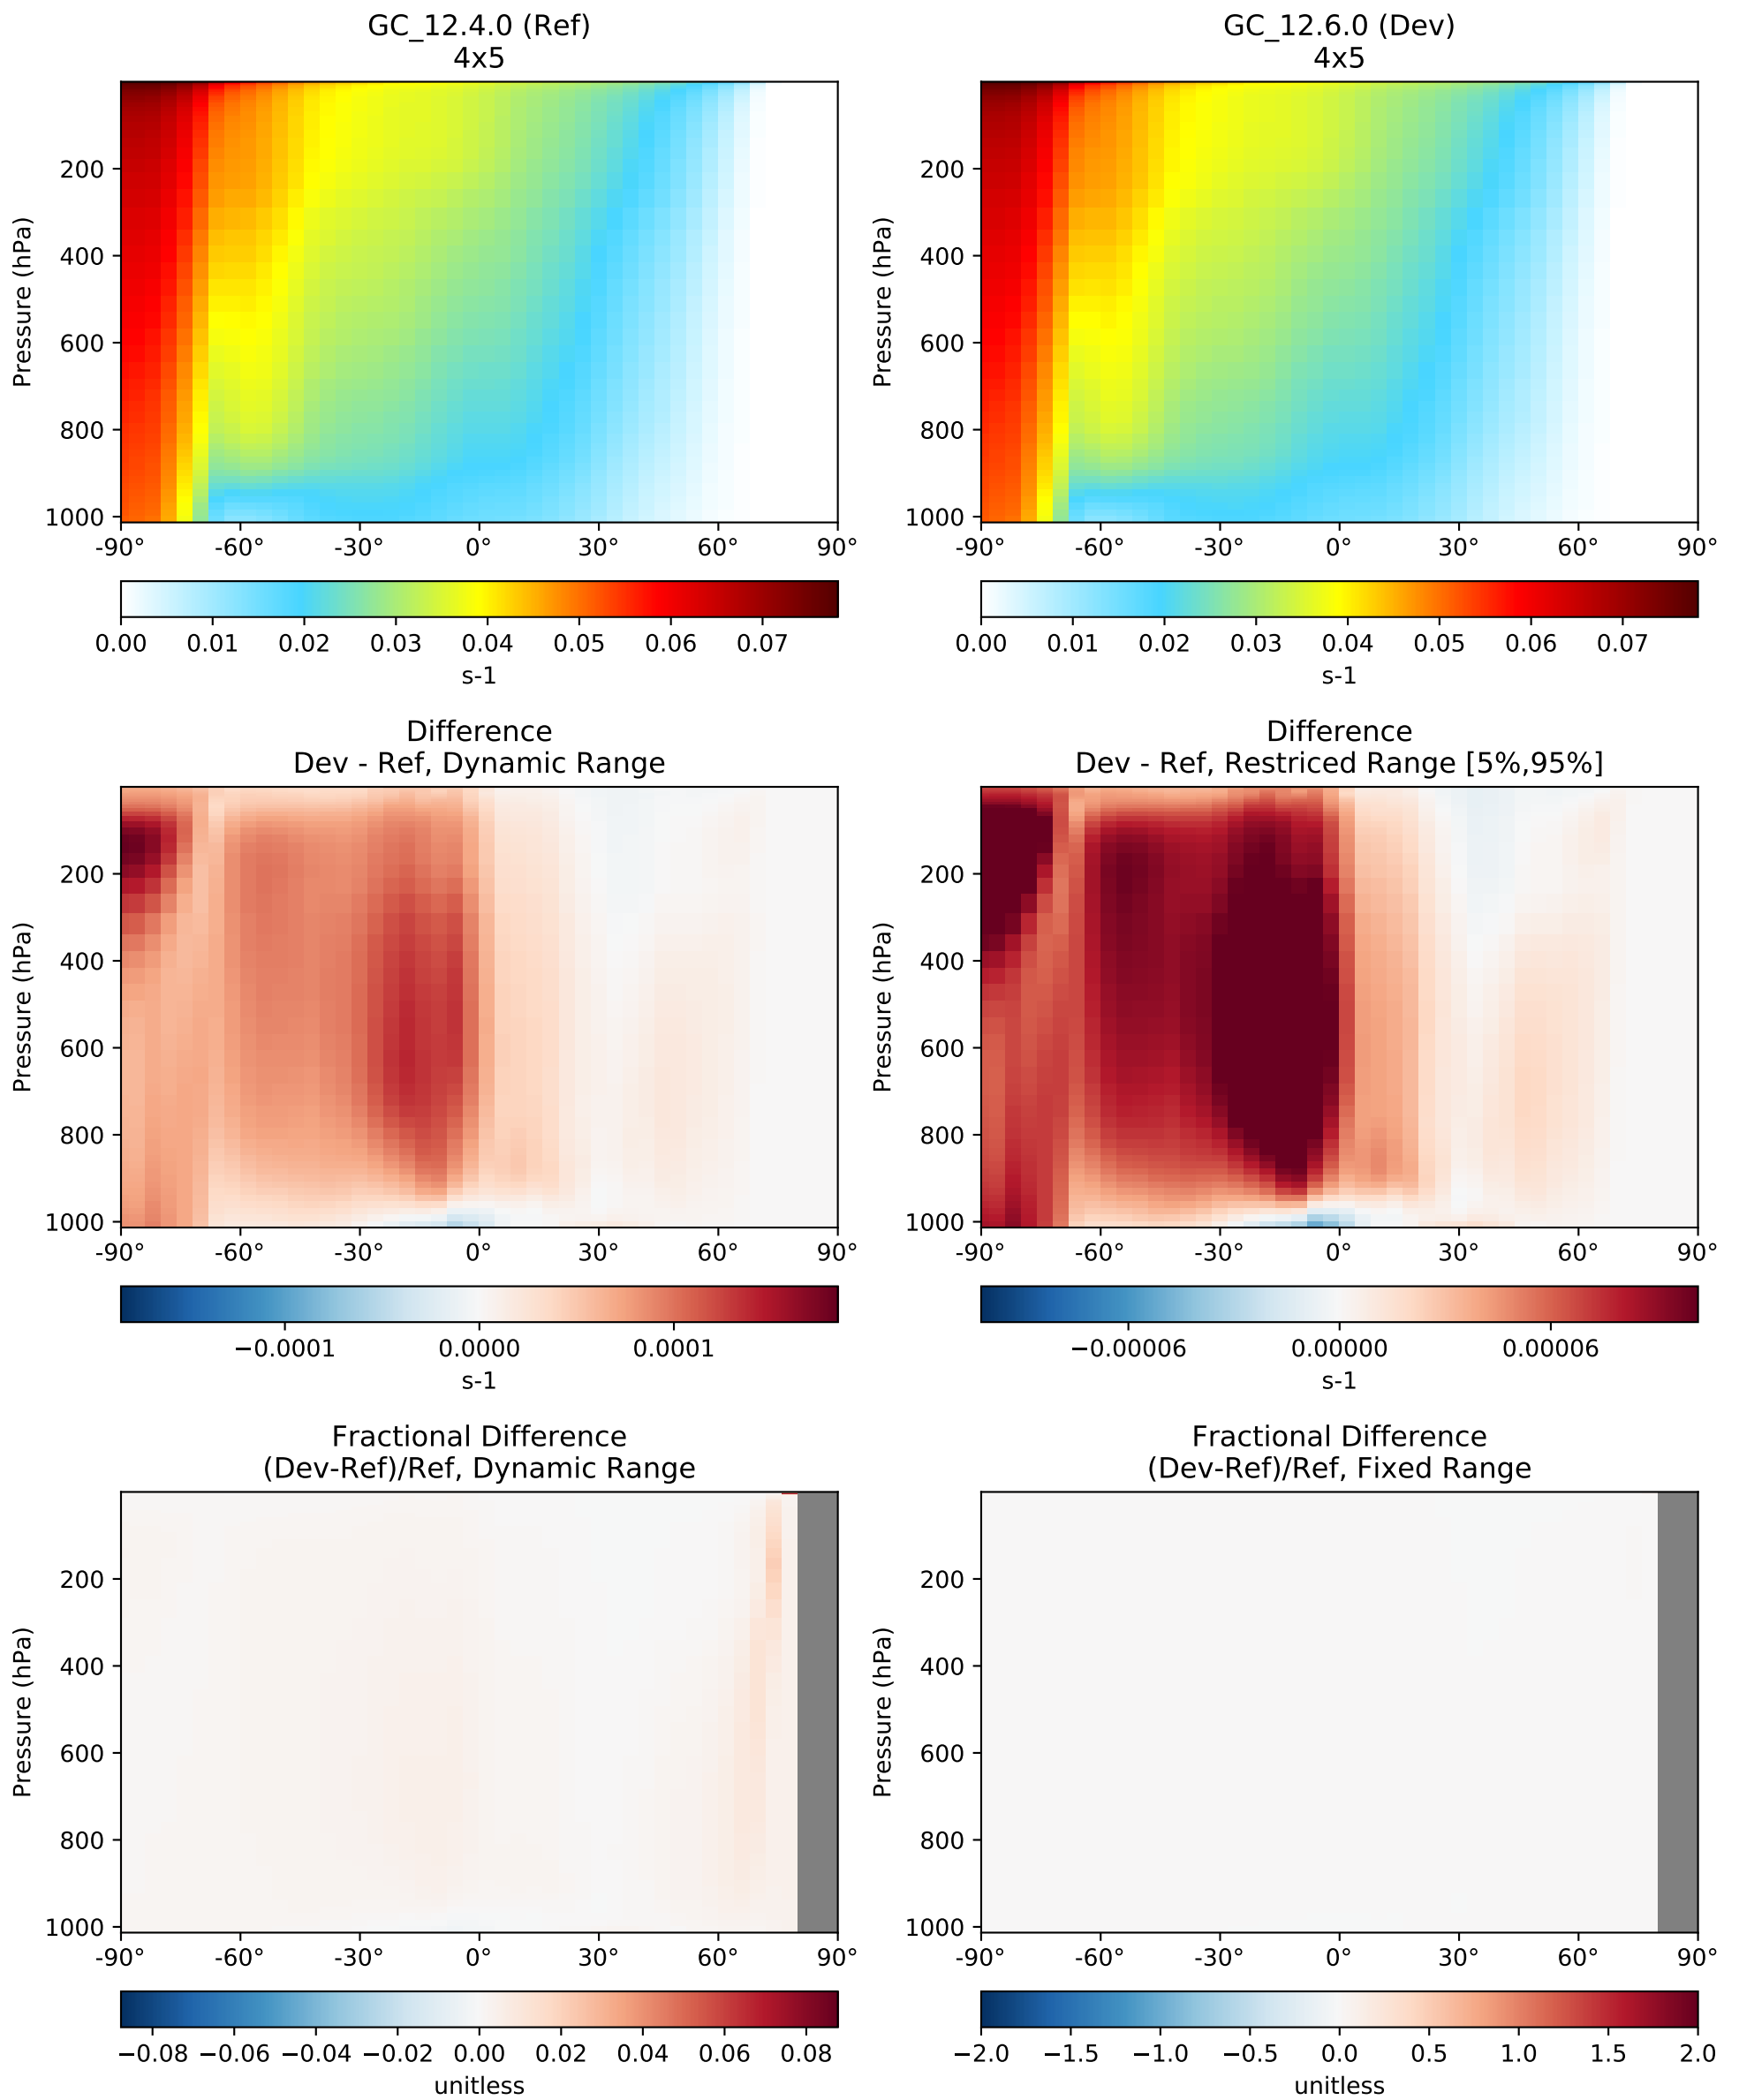 GC_12.4.0 (Ref)
4x5
Pressure (hPa)
200
400
600
800
1000
-90° -60° -30° 0° 30° 60° 90°
0.00 0.01 0.02 0.03 0.04 0.05 0.06 0.07
s-1
GC_12.6.0 (Dev)
4x5
Pressure (hPa)
200
400
600
800
1000
-90° -60° -30° 0° 30° 60° 90°
0.00 0.01 0.02 0.03 0.04 0.05 0.06 0.07
s-1
Difference
Dev - Ref, Dynamic Range
Pressure (hPa)
200
400
600
800
1000
-90° -60° -30° 0° 30° 60° 90°
−0.0001 0.0000 0.0001
s-1
Difference
Dev - Ref, Restriced Range [5%,95%]
Pressure (hPa)
200
400
600
800
1000
-90° -60° -30° 0° 30° 60° 90°
−0.00006 0.00000 0.00006
s-1
Fractional Difference
(Dev-Ref)/Ref, Dynamic Range
Pressure (hPa)
200
400
600
800
1000
-90° -60° -30° 0° 30° 60° 90°
−0.08 −0.06 −0.04 −0.02 0.00 0.02 0.04 0.06 0.08
unitless
Fractional Difference
(Dev-Ref)/Ref, Fixed Range
Pressure (hPa)
200
400
600
800
1000
-90° -60° -30° 0° 30° 60° 90°
−2.0 −1.5 −1.0 −0.5 0.0 0.5 1.0 1.5 2.0
unitless